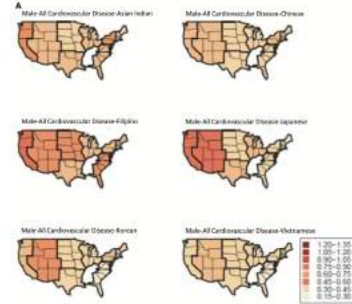 A
Male-All Cardiovascular Disease-Asian Indian
Male-All Cardiovascular Disease-Chinese
Male-All Cardiovascular Disease-Filipino
Male-All Cardiovascular Disease-Japanese
Male-All Cardiovascular Disease-Korean
Male-All Cardiovascular Disease-Vietnamese
1.20-1.35
1.05-1.20
0.90-1.05
0.75-0.90
0.60-0.75
0.45-0.60
0.30-0.45
0.15-0.30